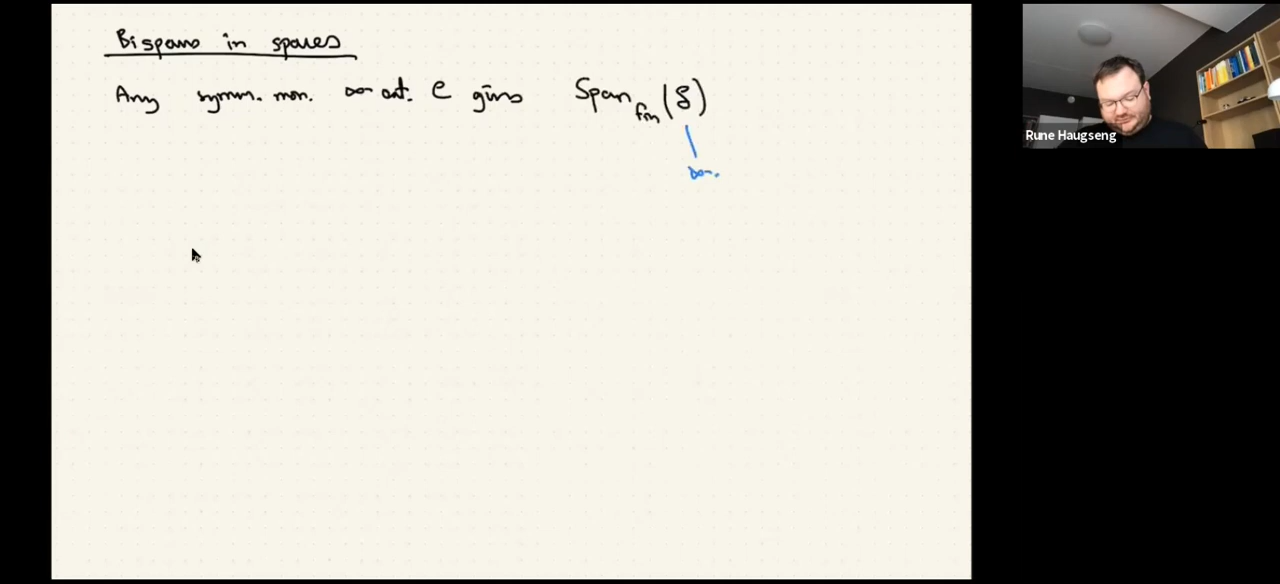 Bispans in spaces
Any symm. mon. ∞-cat. C gives Span_fin(S)
∞-
Rune Haugseng